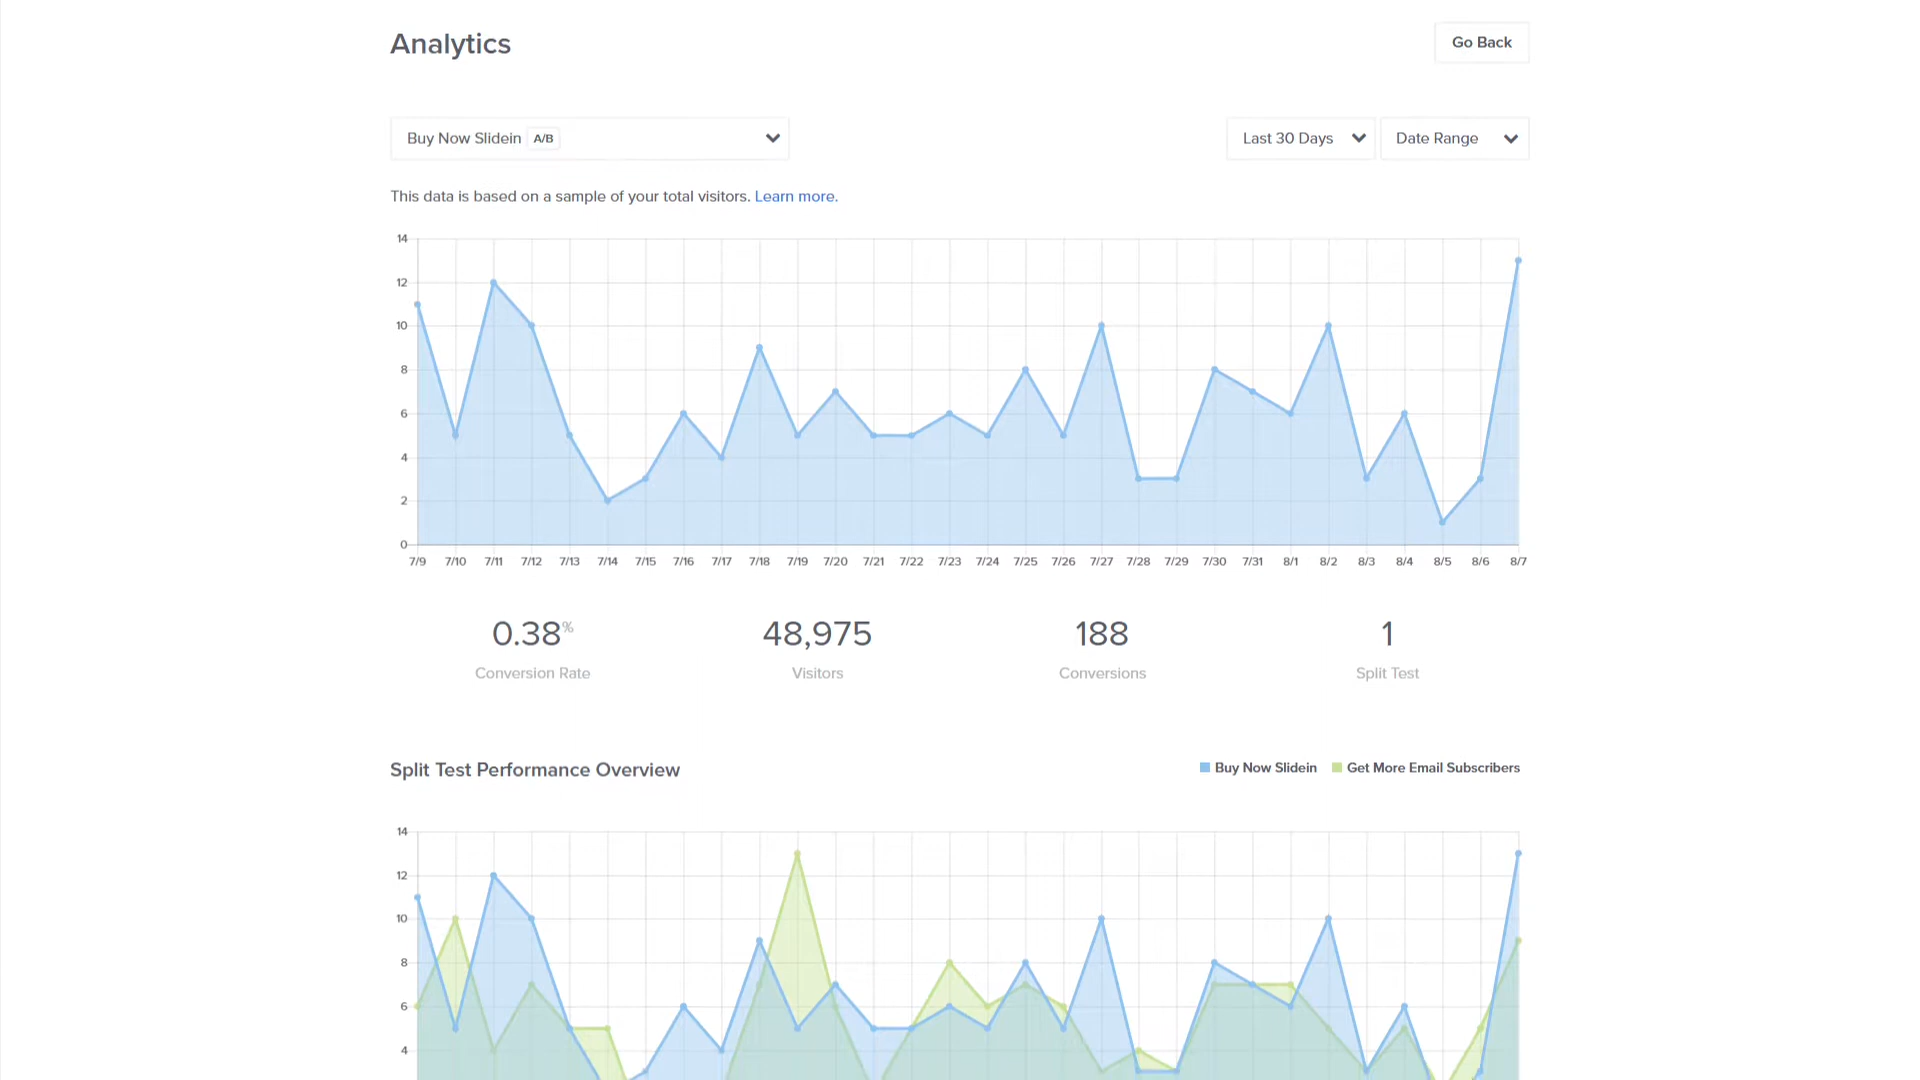 Analytics
Go Back
Buy Now Slidein A/B
Last 30 Days
Date Range
This data is based on a sample of your total visitors. Learn more.
14
12
10
8
6
4
2
0
7/9 7/10 7/11 7/12 7/13 7/14 7/15 7/16 7/17 7/18 7/19 7/20 7/21 7/22 7/23 7/24 7/25 7/26 7/27 7/28 7/29 7/30 7/31 8/1 8/2 8/3 8/4 8/5 8/6 8/7
0.38% 48,975 188 1
Conversion Rate Visitors Conversions Split Test
Split Test Performance Overview
Buy Now Slidein Get More Email Subscribers
14
12
10
8
6
4